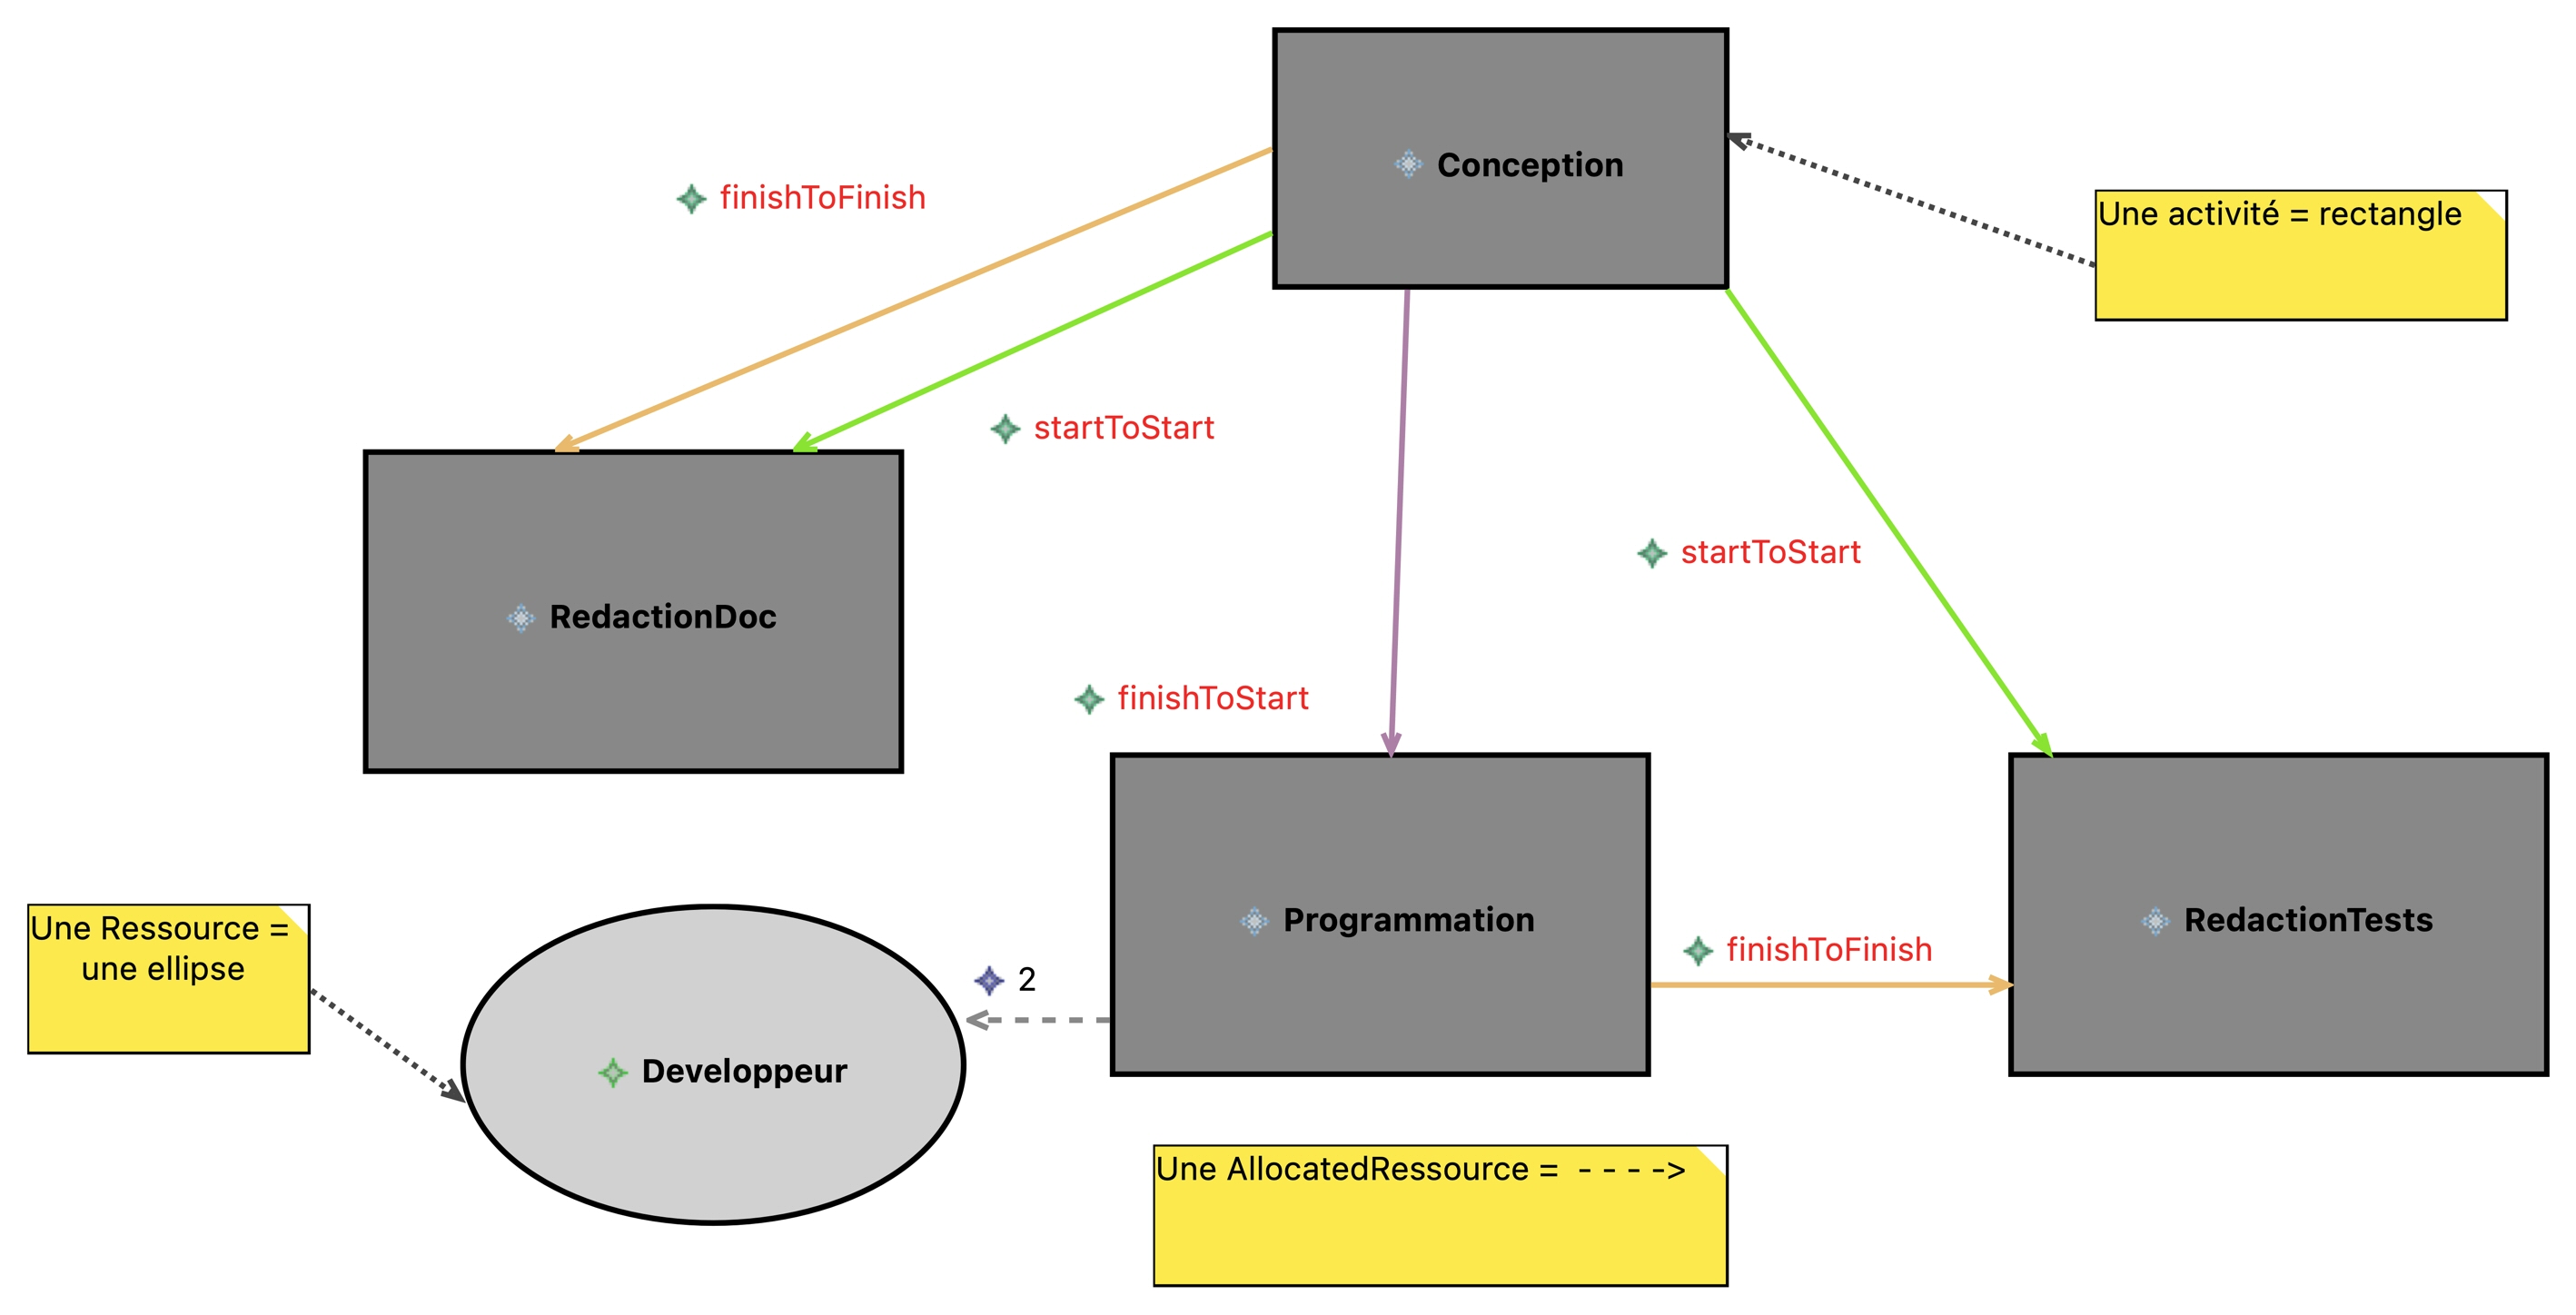 Conception
finishToFinish
Une activité = rectangle
startToStart
startToStart
RedactionDoc
finishToStart
Programmation
RedactionTests
finishToFinish
Une Ressource =
une ellipse
2
Developpeur
Une AllocatedRessource = - - - ->